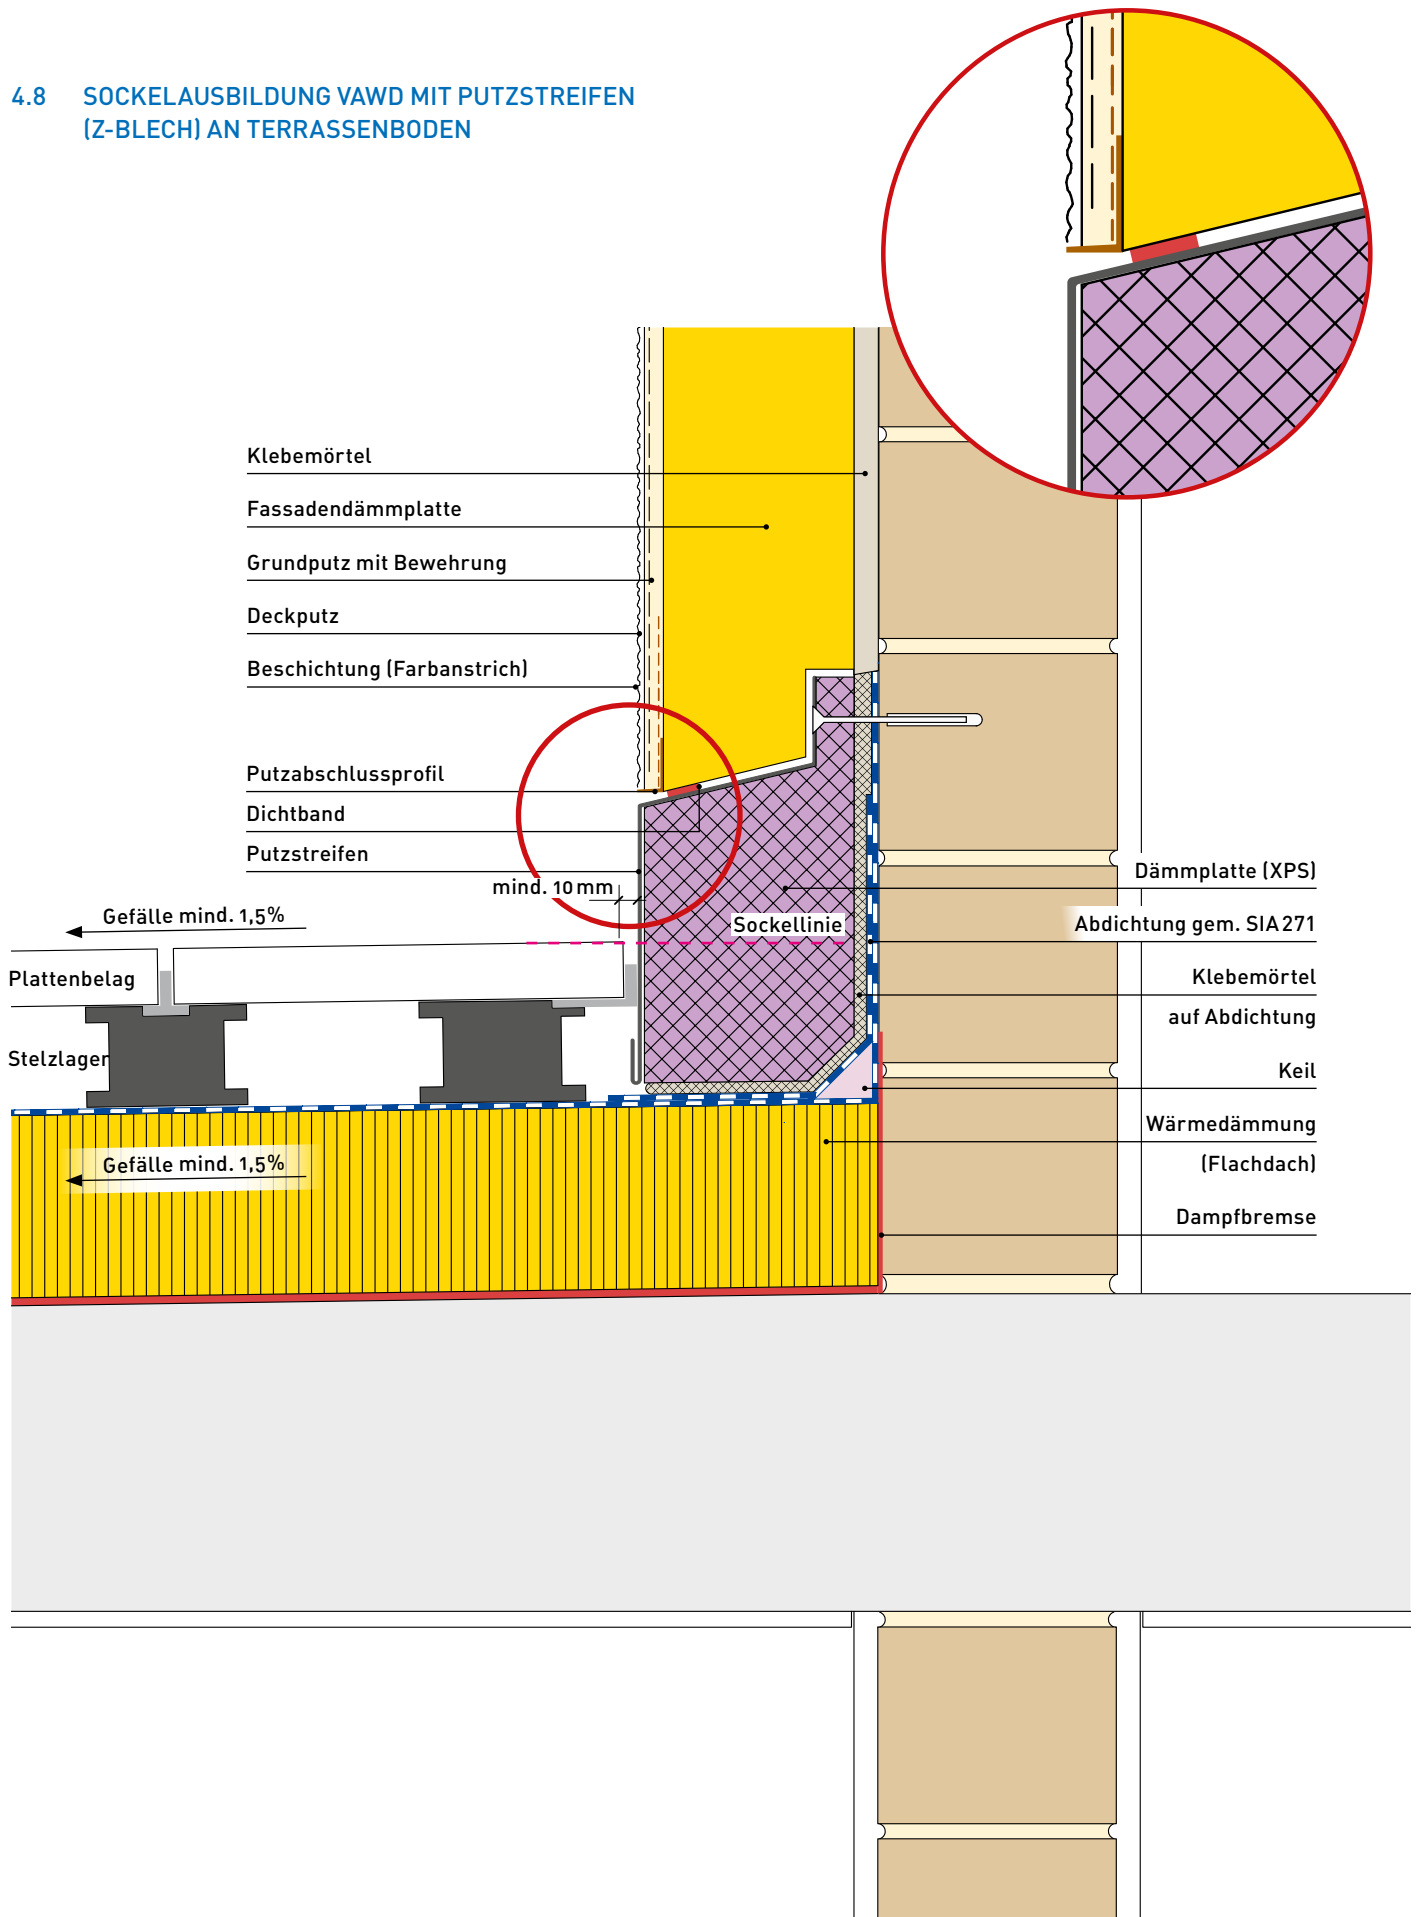 4.8 SOCKELAUSBILDUNG VAWD MIT PUTZSTREIFEN
(Z-BLECH) AN TERRASSENBODEN
Klebemörtel
Fassadendämmplatte
Grundputz mit Bewehrung
Deckputz
Beschichtung (Farbanstrich)
Putzabschlussprofil
Dichtband
Putzstreifen
mind. 10 mm
Gefälle mind. 1,5%
Sockellinie
Plattenbelag
Stelzlager
Gefälle mind. 1,5%
Dämmplatte (XPS)
Abdichtung gem. SIA 271
Klebemörtel
auf Abdichtung
Keil
Wärmedämmung
(Flachdach)
Dampfbremse